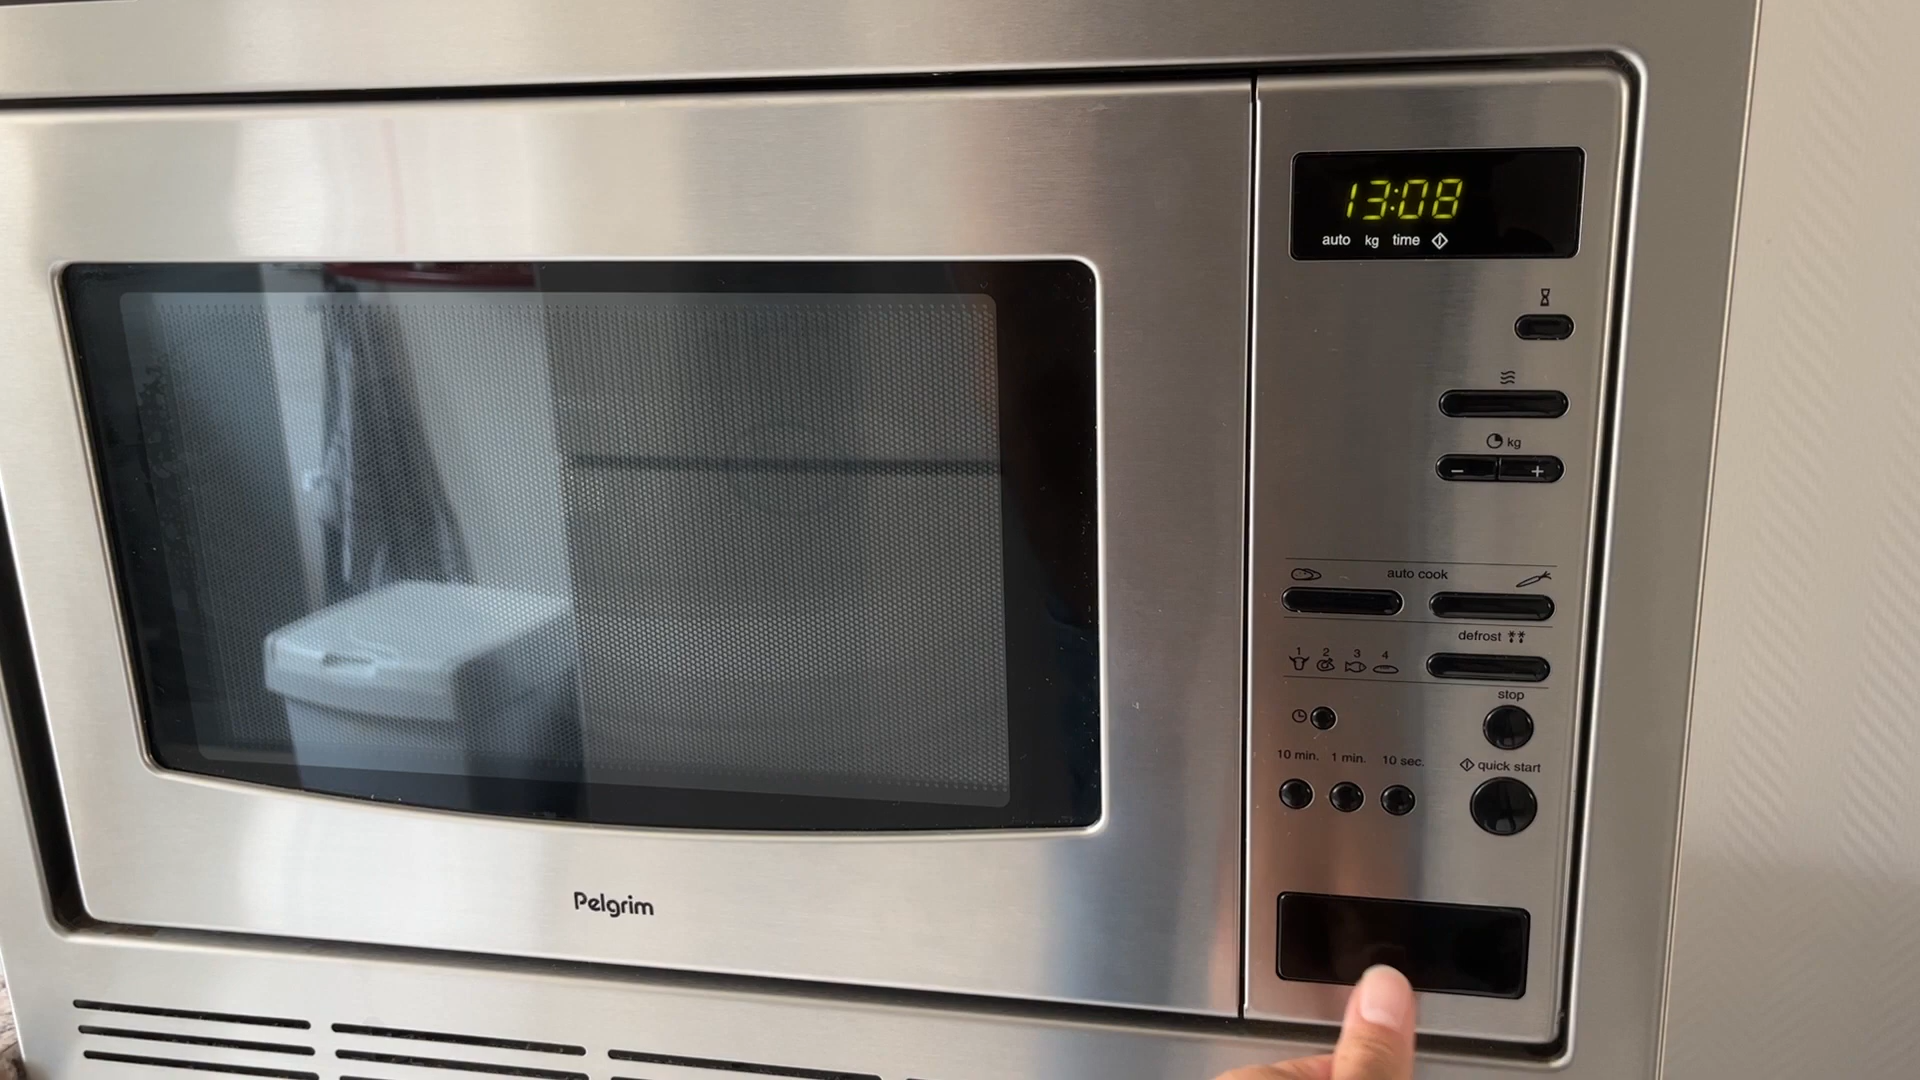 13:08
auto kg time
kg
− +
auto cook
defrost
1 2 3 4
stop
10 min. 1 min. 10 sec.
quick start
Pelgrim